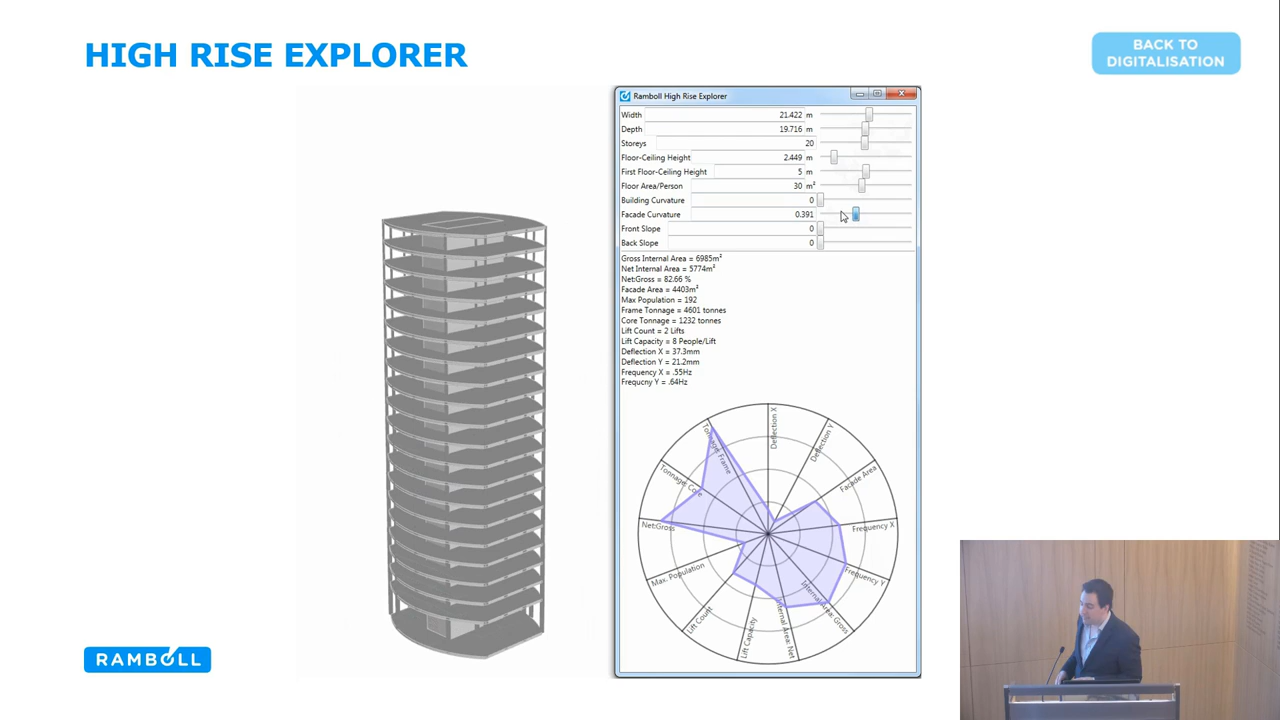 HIGH RISE EXPLORER
BACK TO
DIGITALISATION
Ramboll High Rise Explorer
Width 21.422 m
Depth 19.716 m
Storeys 20
Floor-Ceiling Height 2.449 m
First Floor-Ceiling Height 5 m
Floor Area/Person 30 m²
Building Curvature 0
Facade Curvature 0.391
Front Slope 0
Back Slope 0
Gross Internal Area = 6985m²
Net Internal Area = 5774m²
Net:Gross = 82.66 %
Facade Area = 4403m²
Max Population = 192
Frame Tonnage = 4601 tonnes
Core Tonnage = 1232 tonnes
Lift Count = 2 Lifts
Lift Capacity = 8 People/Lift
Deflection X = 37.3mm
Deflection Y = 21.2mm
Frequency X = .55Hz
Frequcny Y = .64Hz
Deflection X
Deflection Y
Facade Area
Frequency X
Frequency Y
Internal Area: Gross
Internal Area: Net
Lift Capacity
Lift Count
Max. Population
Net:Gross
Tonnage: Core
Tonnage: Frame
RAMBOLL